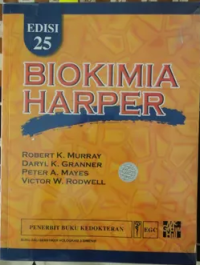 EDISI
25
BIOKIMIA
HARPER
ROBERT K. MURRAY
DARYL K. GRANNER
PETER A. MAYES
VICTOR W. RODWELL
PENERBIT BUKU KEDOKTERAN
EGC